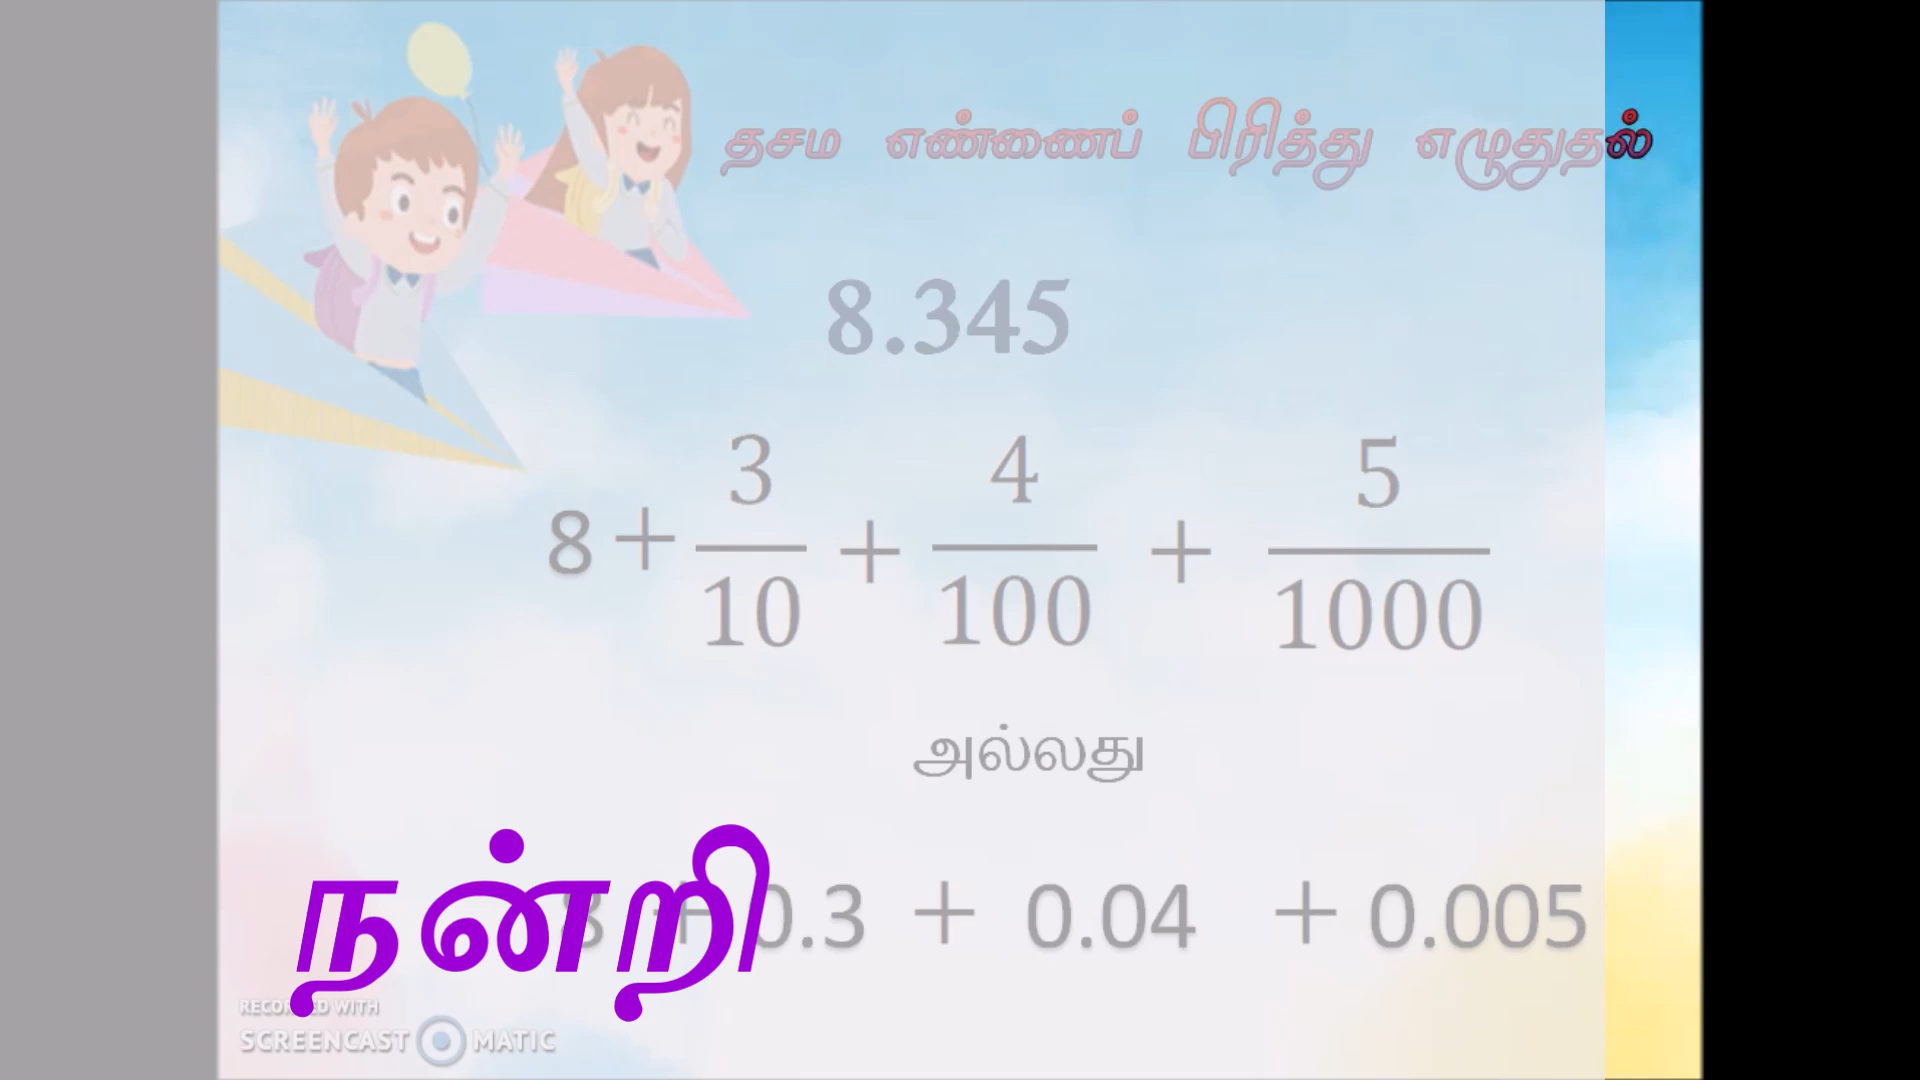 தசம எண்ணைப் பிரித்து எழுதுதல்
8.345
8 + 3/10 + 4/100 + 5/1000
அல்லது
8 + 0.3 + 0.04 + 0.005
நன்றி
RECORDED WITH
SCREENCAST MATIC